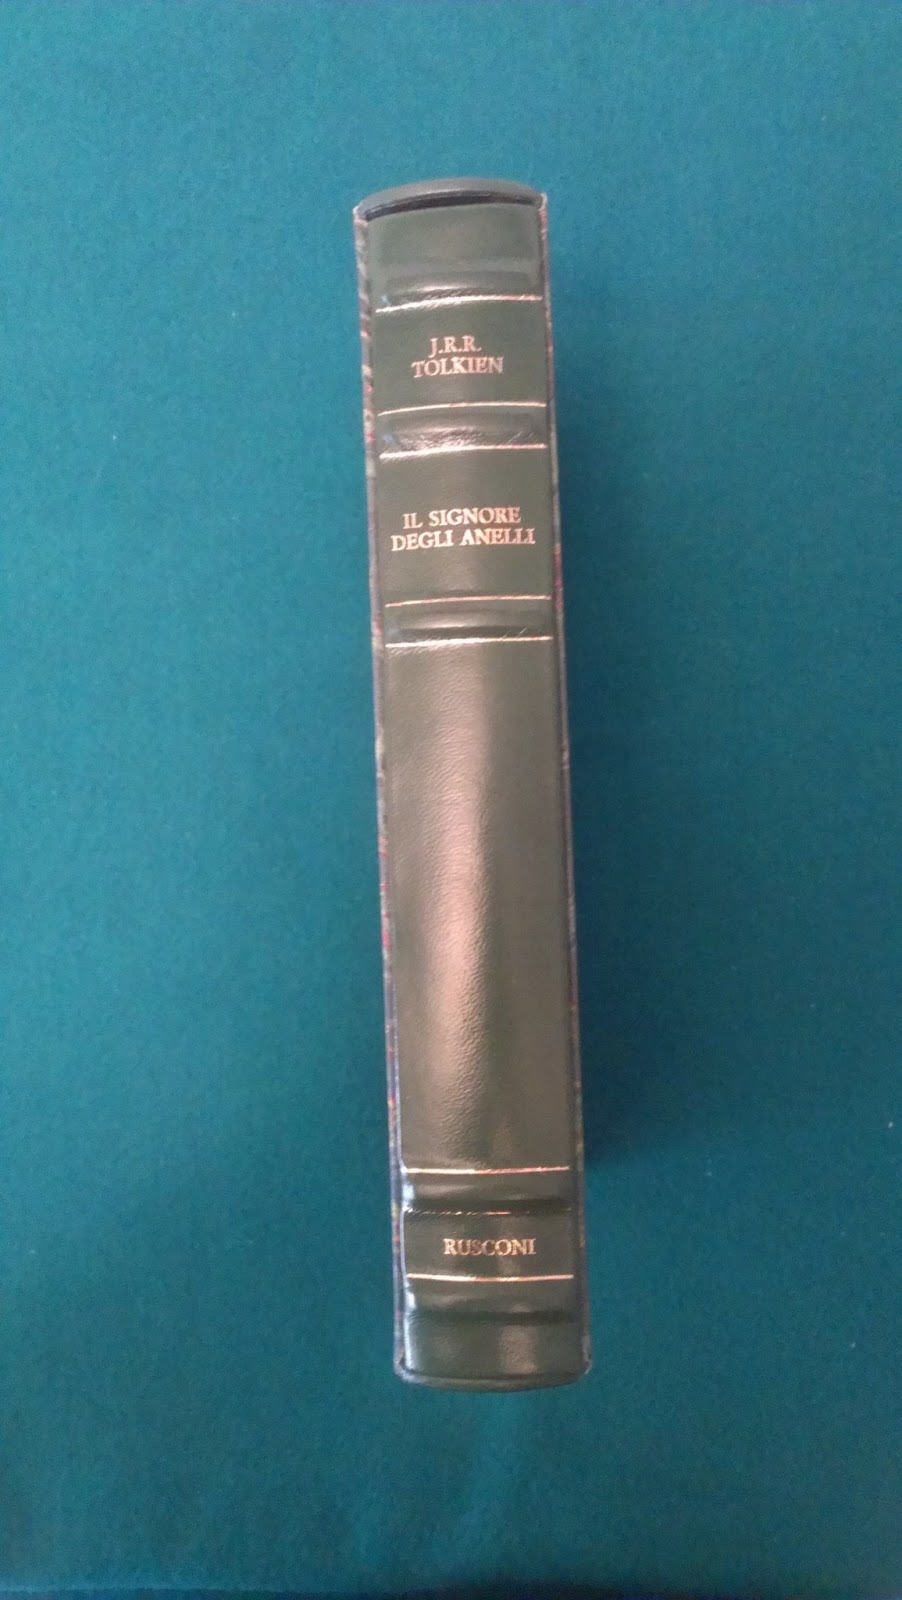 J.R.R.
TOLKIEN
IL SIGNORE
DEGLI ANELLI
RUSCONI